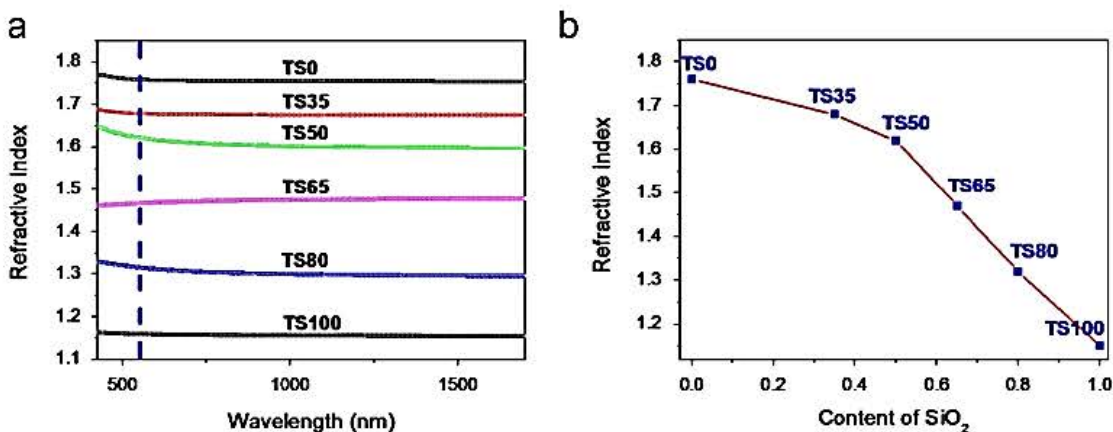 a
Refractive Index
1.8
1.7
1.6
1.5
1.4
1.3
1.2
1.1
TS0
TS35
TS50
TS65
TS80
TS100
500
1000
1500
Wavelength (nm)
b
Refractive Index
1.8
1.7
1.6
1.5
1.4
1.3
1.2
TS0
TS35
TS50
TS65
TS80
TS100
0.0
0.2
0.4
0.6
0.8
1.0
Content of SiO₂